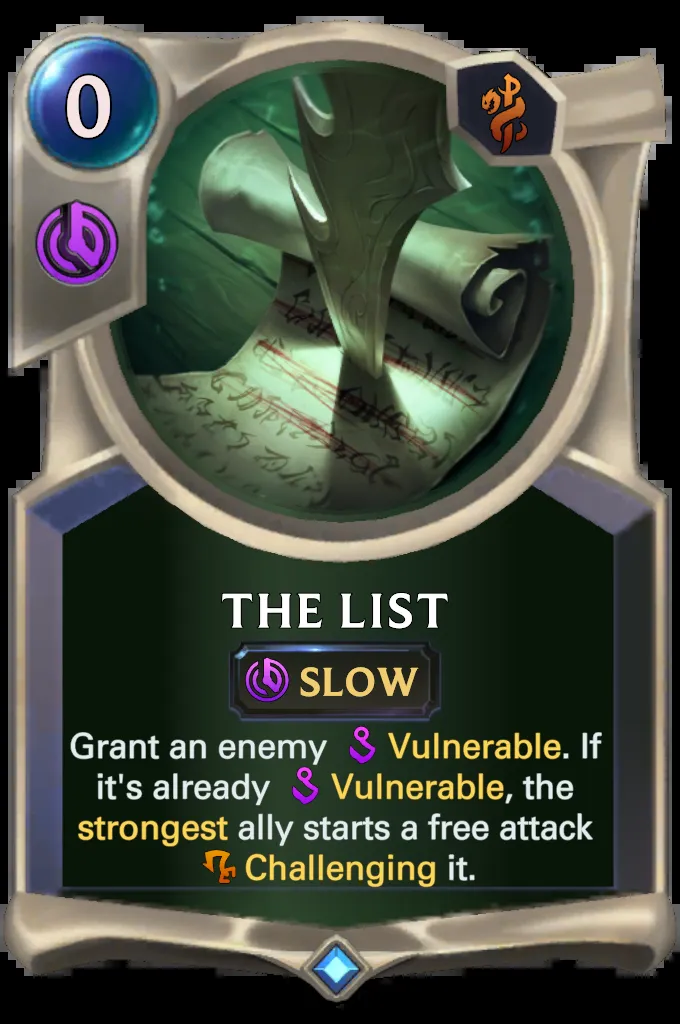 0
THE LIST
SLOW
Grant an enemy Vulnerable. If
it's already Vulnerable, the
strongest ally starts a free attack
Challenging it.